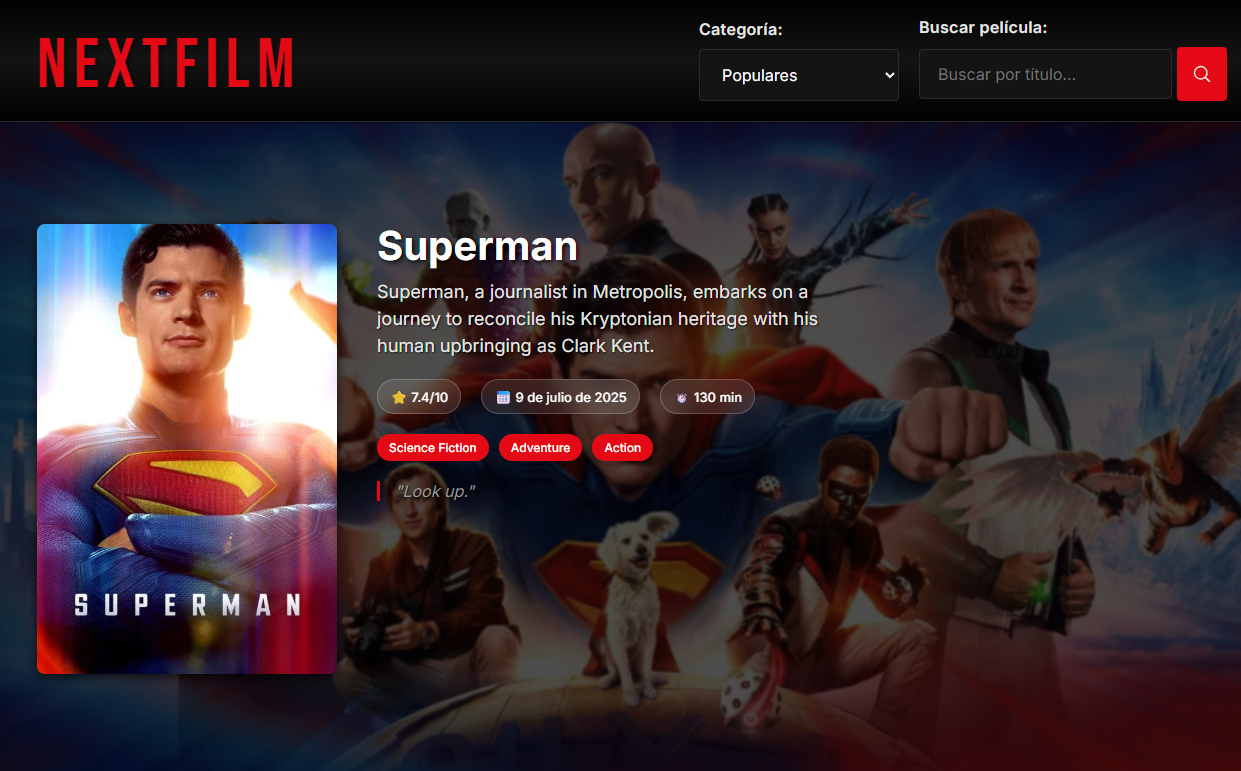 NEXTFILM
Categoría:
Populares
Buscar película:
Buscar por título...
Superman
Superman, a journalist in Metropolis, embarks on a
journey to reconcile his Kryptonian heritage with his
human upbringing as Clark Kent.
7.4/10
9 de julio de 2025
130 min
Science Fiction
Adventure
Action
"Look up."
SUPERMAN